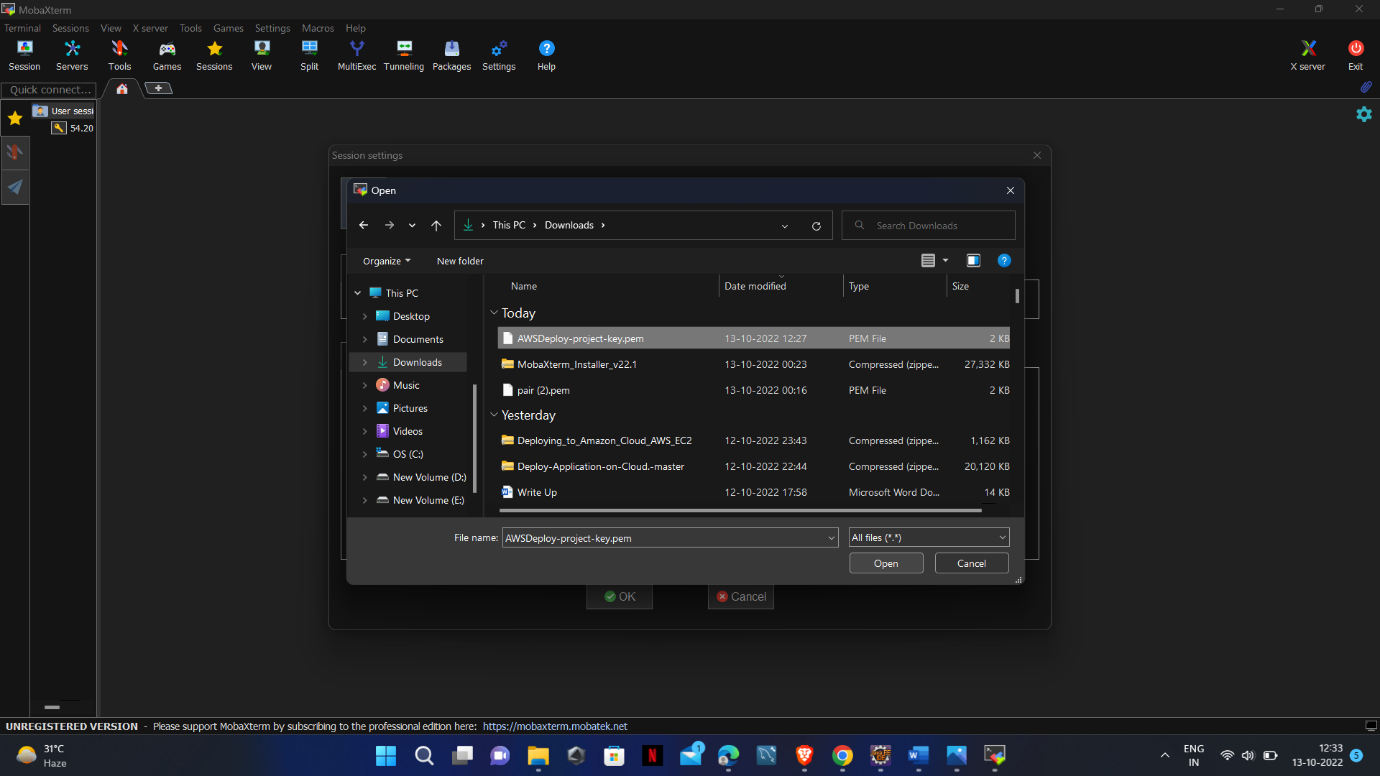 MobaXterm
Terminal Sessions View X server Tools Games Settings Macros Help
Session Servers Tools Games Sessions View Split MultiExec Tunneling Packages Settings Help X server Exit
Quick connect...
User sessi
54.20
Session settings
Open
This PC Downloads
Search Downloads
Organize New folder
Name Date modified Type Size
This PC
Desktop
Documents
Downloads
Music
Pictures
Videos
OS (C:)
New Volume (D:)
New Volume (E:)
Today
AWSDeploy-project-key.pem 13-10-2022 12:27 PEM File 2 KB
MobaXterm_Installer_v22.1 13-10-2022 00:23 Compressed (zippe... 27,332 KB
pair (2).pem 13-10-2022 00:16 PEM File 2 KB
Yesterday
Deploying_to_Amazon_Cloud_AWS_EC2 12-10-2022 23:43 Compressed (zippe... 1,162 KB
Deploy-Application-on-Cloud.-master 12-10-2022 22:44 Compressed (zippe... 20,120 KB
Write Up 12-10-2022 17:58 Microsoft Word Do... 14 KB
File name: AWSDeploy-project-key.pem All files (*.*)
Open Cancel
OK Cancel
UNREGISTERED VERSION - Please support MobaXterm by subscribing to the professional edition here: https://mobaxterm.mobatek.net
31°C
Haze
1
ENG
IN
12:33
13-10-2022
5